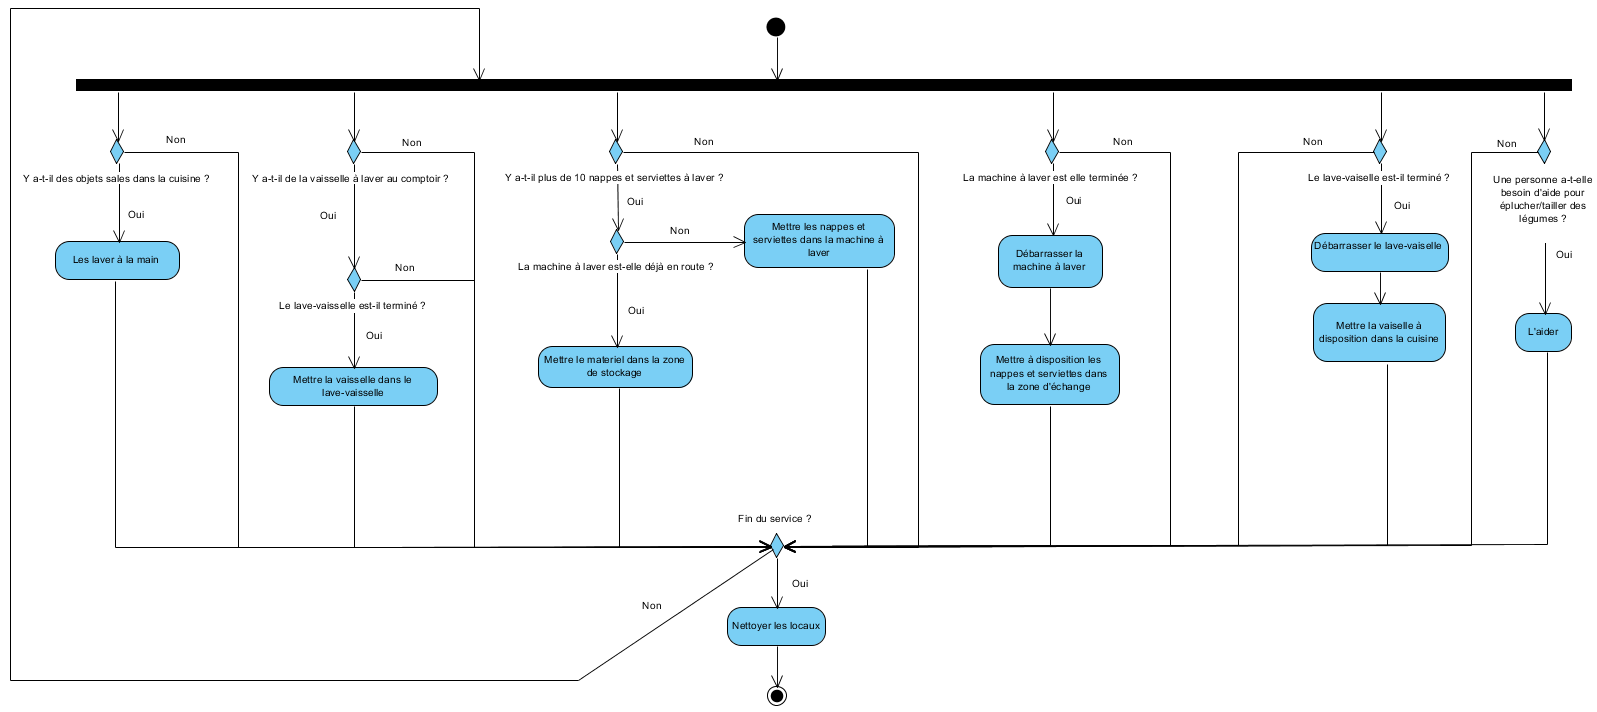 Non
Non
Non
Non
Non
Non
Y a-t-il des objets sales dans la cuisine ?
Y a-t-il de la vaisselle à laver au comptoir ?
Y a-t-il plus de 10 nappes et serviettes à laver ?
La machine à laver est elle terminée ?
Le lave-vaisselle est-il terminé ?
Une personne a-t-elle
besoin d'aide pour
éplucher/tailler des
légumes ?
Oui
Oui
Oui
Oui
Oui
Oui
Les laver à la main
Non
Le lave-vaisselle est-il terminé ?
Oui
Mettre la vaisselle dans le
lave-vaisselle
Non
Mettre les nappes et
serviettes dans la machine à
laver
La machine à laver est-elle déjà en route ?
Oui
Mettre le materiel dans la zone
de stockage
Débarrasser la
machine à laver
Mettre à disposition les
nappes et serviettes dans
la zone d'échange
Débarrasser le lave-vaiselle
Mettre la vaiselle à
disposition dans la cuisine
L'aider
Fin du service ?
Oui
Non
Nettoyer les locaux